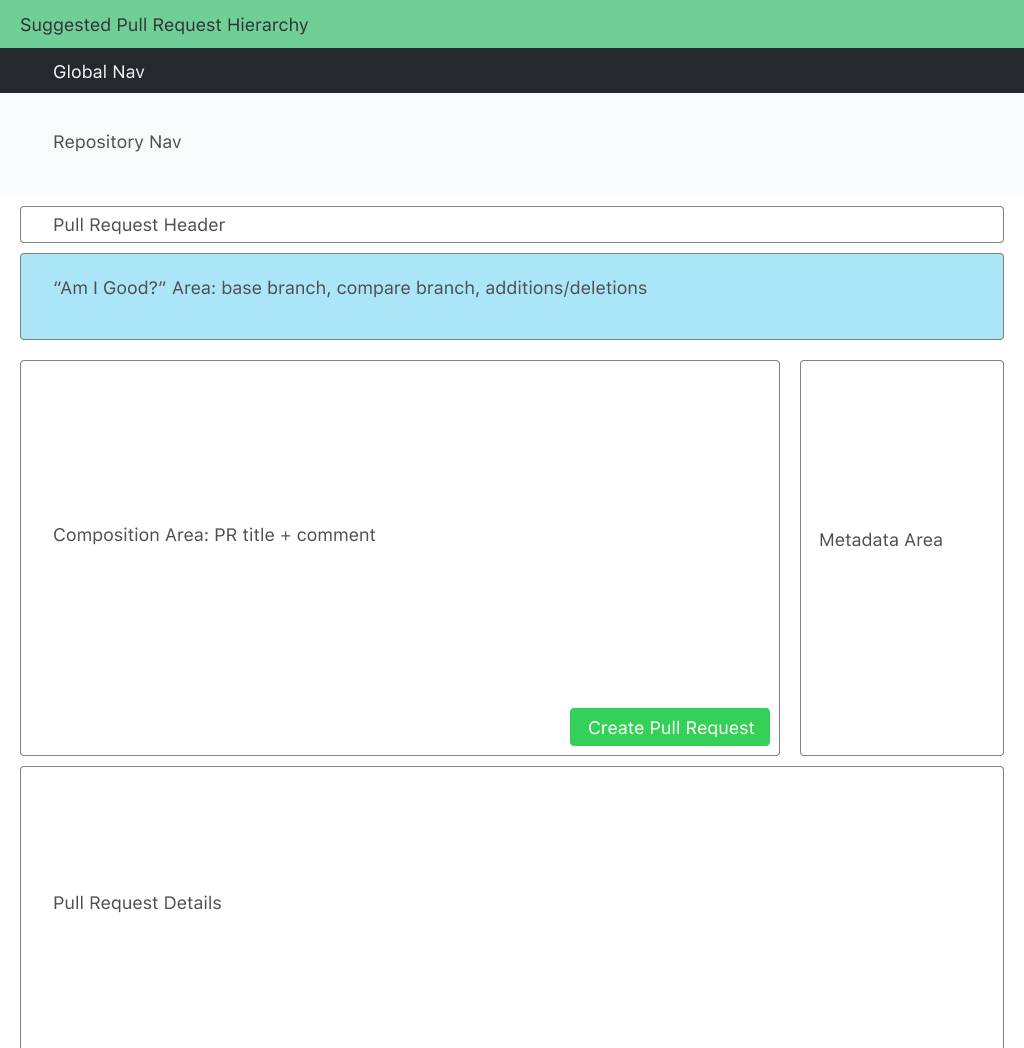 Suggested Pull Request Hierarchy
Global Nav
Repository Nav
Pull Request Header
“Am I Good?” Area: base branch, compare branch, additions/deletions
Composition Area: PR title + comment
Metadata Area
Create Pull Request
Pull Request Details